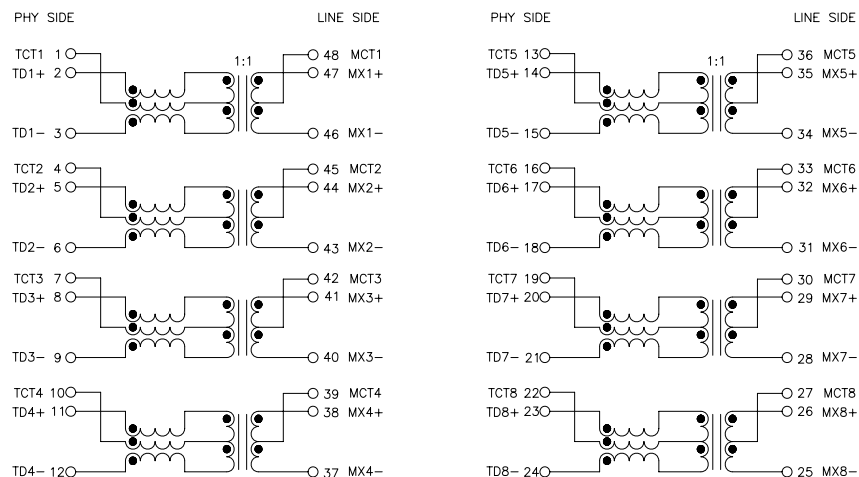 PHY SIDE LINE SIDE PHY SIDE LINE SIDE
TCT1 1 48 MCT1 TCT5 13 36 MCT5
1:1 1:1
TD1+ 2 47 MX1+ TD5+ 14 35 MX5+
TD1- 3 46 MX1- TD5- 15 34 MX5-
TCT2 4 45 MCT2 TCT6 16 33 MCT6
TD2+ 5 44 MX2+ TD6+ 17 32 MX6+
TD2- 6 43 MX2- TD6- 18 31 MX6-
TCT3 7 42 MCT3 TCT7 19 30 MCT7
TD3+ 8 41 MX3+ TD7+ 20 29 MX7+
TD3- 9 40 MX3- TD7- 21 28 MX7-
TCT4 10 39 MCT4 TCT8 22 27 MCT8
TD4+ 11 38 MX4+ TD8+ 23 26 MX8+
TD4- 12 37 MX4- TD8- 24 25 MX8-